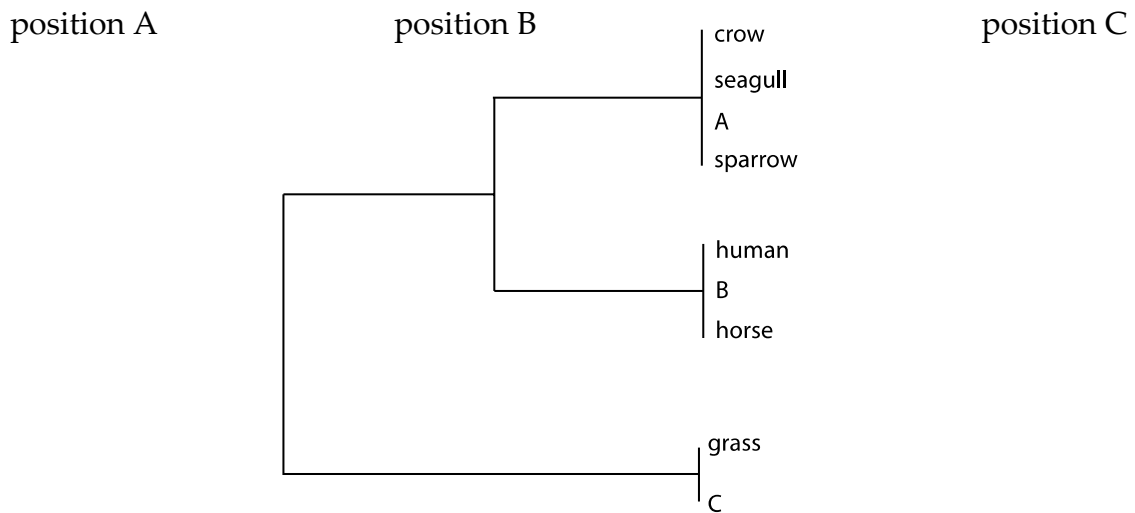 position A position B position C
crow
seagull
A
sparrow
human
B
horse
grass
C